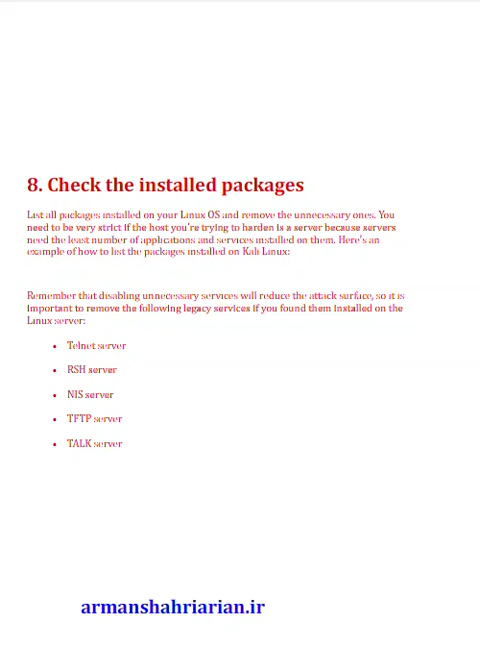 8. Check the installed packages
List all packages installed on your Linux OS and remove the unnecessary ones. You
need to be very strict if the host you're trying to harden is a server because servers
need the least number of applications and services installed on them. Here's an
example of how to list the packages installed on Kali Linux:
Remember that disabling unnecessary services will reduce the attack surface, so it is
important to remove the following legacy services if you found them installed on the
Linux server:
• Telnet server
• RSH server
• NIS server
• TFTP server
• TALK server
armanshahriarian.ir